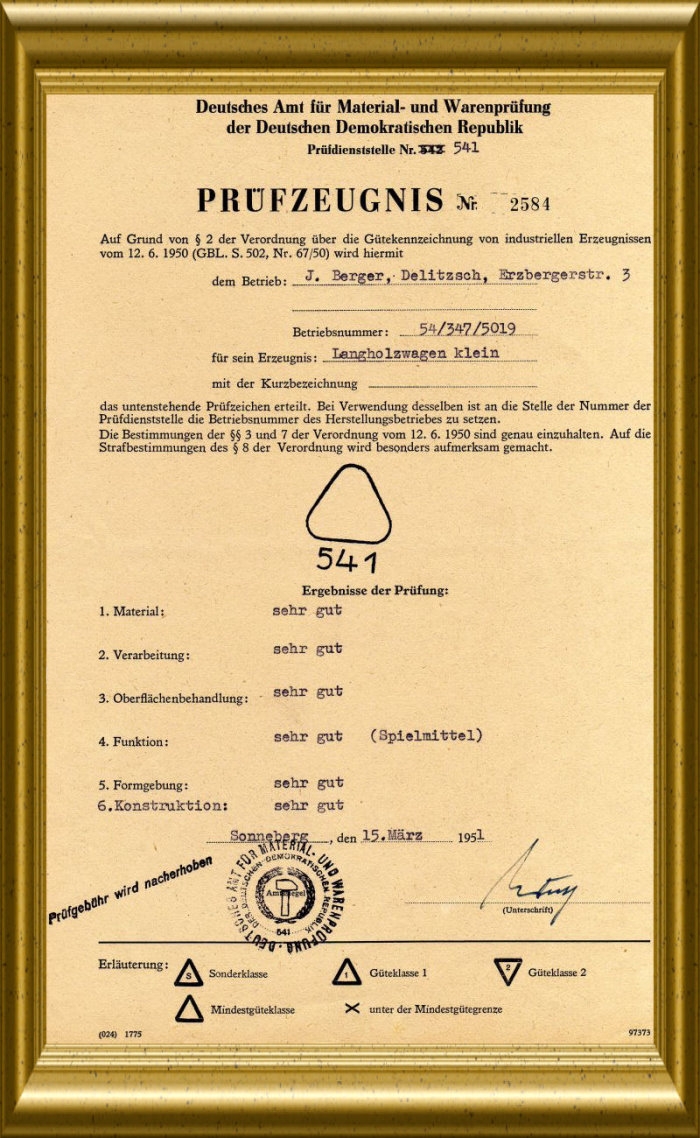 Deutsches Amt für Material- und Warenprüfung
der Deutschen Demokratischen Republik
Prüfdienststelle Nr. 542 541
PRÜFZEUGNIS Nr. 2584
Auf Grund von § 2 der Verordnung über die Gütekennzeichnung von industriellen Erzeugnissen
vom 12. 6. 1950 (GBL. S. 502, Nr. 67/50) wird hiermit
dem Betrieb: J. Berger, Delitzsch, Erzbergerstr. 3
Betriebsnummer: 54/347/5019
für sein Erzeugnis: Langholzwagen klein
mit der Kurzbezeichnung
das untenstehende Prüfzeichen erteilt. Bei Verwendung desselben ist an die Stelle der Nummer der
Prüfdienststelle die Betriebsnummer des Herstellungsbetriebes zu setzen.
Die Bestimmungen der §§ 3 und 7 der Verordnung vom 12. 6. 1950 sind genau einzuhalten. Auf die
Strafbestimmungen des § 8 der Verordnung wird besonders aufmerksam gemacht.
541
Ergebnisse der Prüfung:
1. Material: sehr gut
2. Verarbeitung: sehr gut
3. Oberflächenbehandlung: sehr gut
4. Funktion: sehr gut (Spielmittel)
5. Formgebung: sehr gut
6.Konstruktion: sehr gut
Sonneberg, den 15.März 1951
Prüfgebühr wird nacherhoben
DEUTSCHES AMT FÜR MATERIAL- UND WARENPRÜFUNG
DER DEUTSCHEN DEMOKRATISCHEN REPUBLIK
Amtssiegel
541
(Unterschrift)
Erläuterung: S Sonderklasse 1 Güteklasse 1 2 Güteklasse 2
Mindestgüteklasse × unter der Mindestgütegrenze
(024) 1775 97373